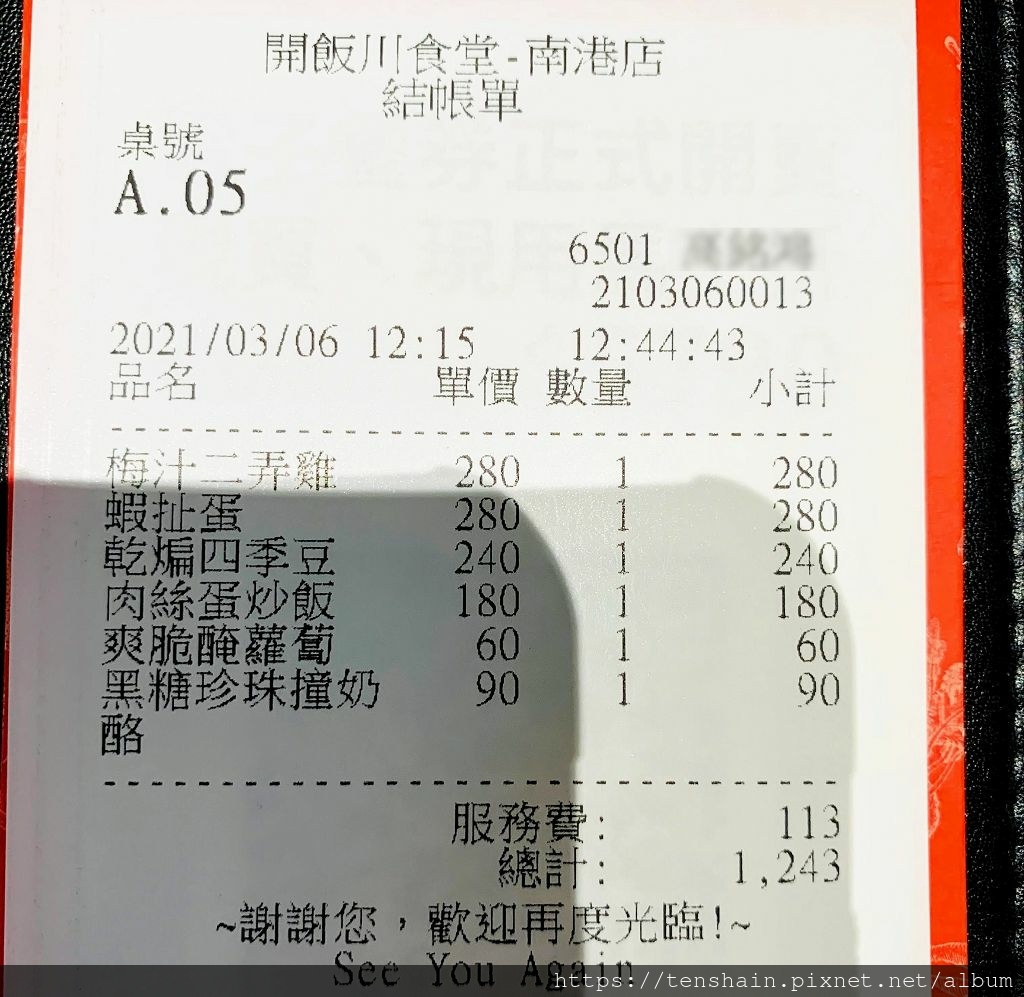 開飯川食堂-南港店
結帳單
桌號
A.05
6501
2103060013
2021/03/06 12:15 12:44:43
品名 單價 數量 小計
梅汁二弄雞 280 1 280
蝦扯蛋 280 1 280
乾煸四季豆 240 1 240
肉絲蛋炒飯 180 1 180
爽脆醃蘿蔔 60 1 60
黑糖珍珠撞奶 90 1 90
酪
服務費: 113
總計: 1,243
~謝謝您，歡迎再度光臨!~
See You Again
https://tenshain.pixnet.net/album